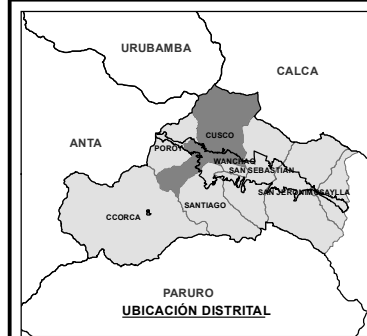 URUBAMBA
CALCA
ANTA
CUSCO
POROY
WANCHAQ
SAN SEBASTIAN
SAN JERONIMO
SAYLLA
SANTIAGO
CCORCA
PARURO
UBICACIÓN DISTRITAL